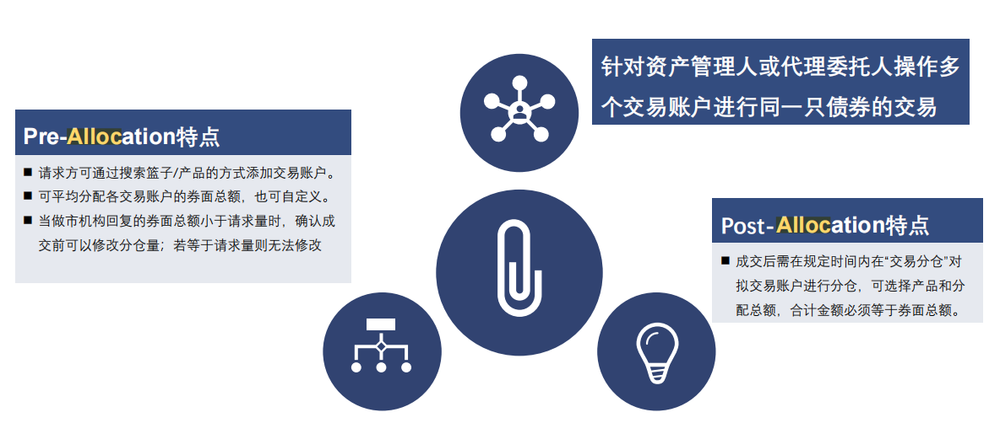 针对资产管理人或代理委托人操作多
个交易账户进行同一只债券的交易
Pre-Allocation特点
■ 请求方可通过搜索篮子/产品的方式添加交易账户。
■ 可平均分配各交易账户的券面总额，也可自定义。
■ 当做市机构回复的券面总额小于请求量时，确认成
交前可以修改分仓量；若等于请求量则无法修改
Post-Allocation特点
■ 成交后需在规定时间内在“交易分仓”对
拟交易账户进行分仓，可选择产品和分
配总额，合计金额必须等于券面总额。